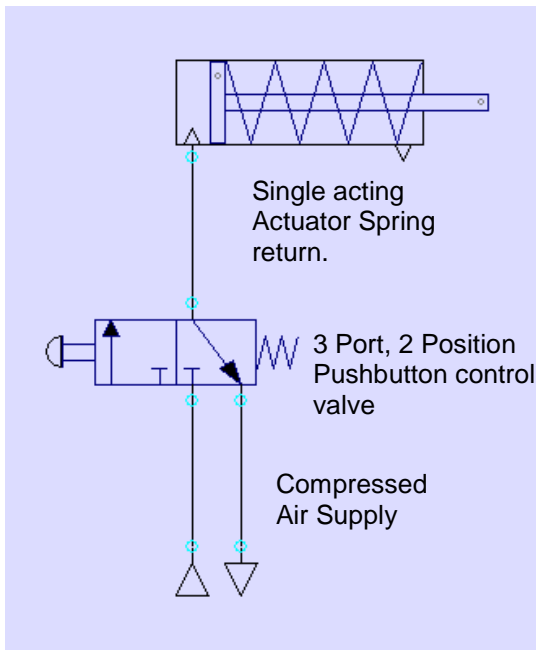 Single acting
Actuator Spring
return.
3 Port, 2 Position
Pushbutton control
valve
Compressed
Air Supply